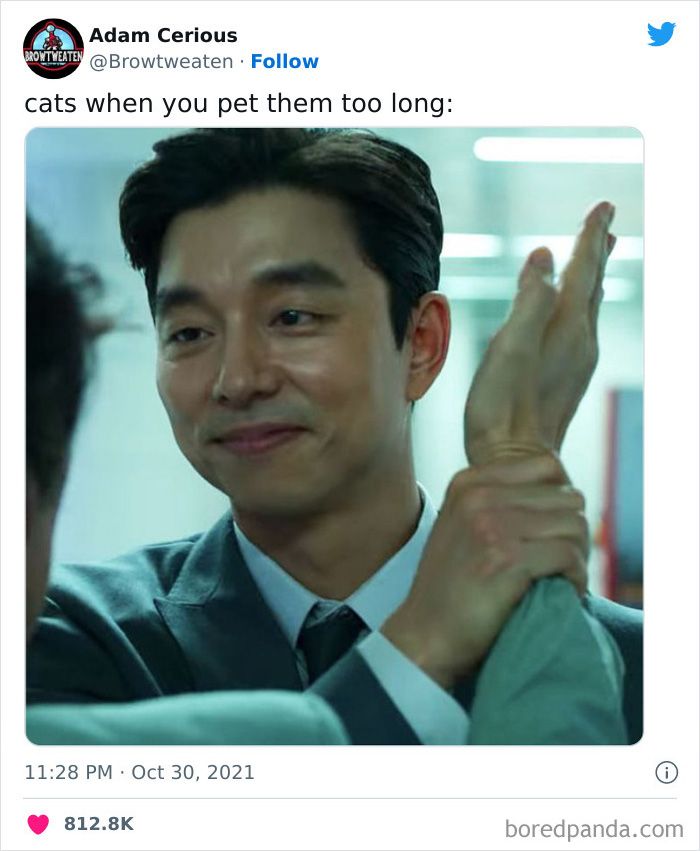 BROWTWEATEN
Adam Cerious
@Browtweaten · Follow
cats when you pet them too long:
11:28 PM · Oct 30, 2021
812.8K
boredpanda.com